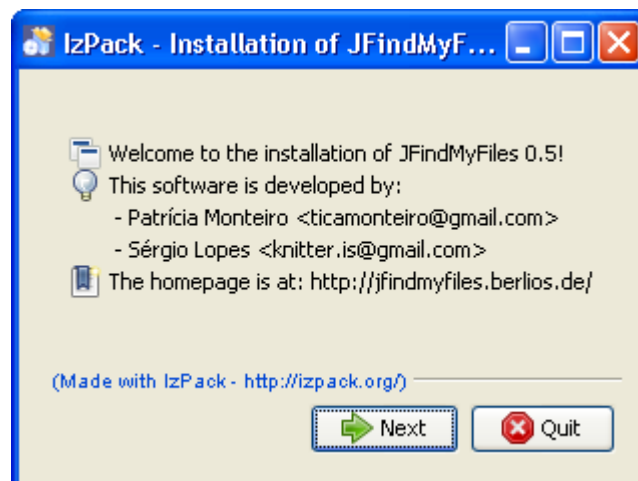 IzPack - Installation of JFindMyF...
Welcome to the installation of JFindMyFiles 0.5!
This software is developed by:
- Patrícia Monteiro <ticamonteiro@gmail.com>
- Sérgio Lopes <knitter.is@gmail.com>
The homepage is at: http://jfindmyfiles.berlios.de/
(Made with IzPack - http://izpack.org/)
Next
Quit